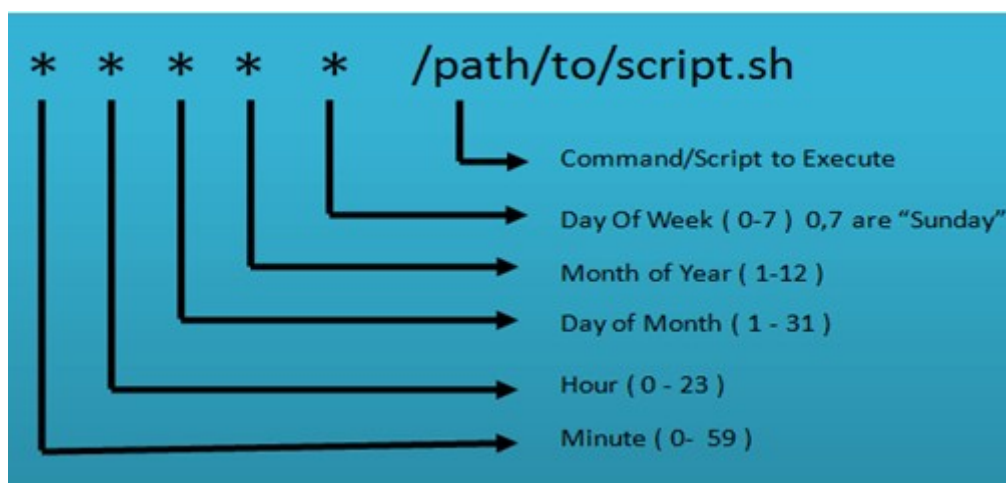 * * * * * /path/to/script.sh
Command/Script to Execute
Day Of Week ( 0-7 ) 0,7 are “Sunday”
Month of Year ( 1-12 )
Day of Month ( 1 - 31 )
Hour ( 0 - 23 )
Minute ( 0- 59 )